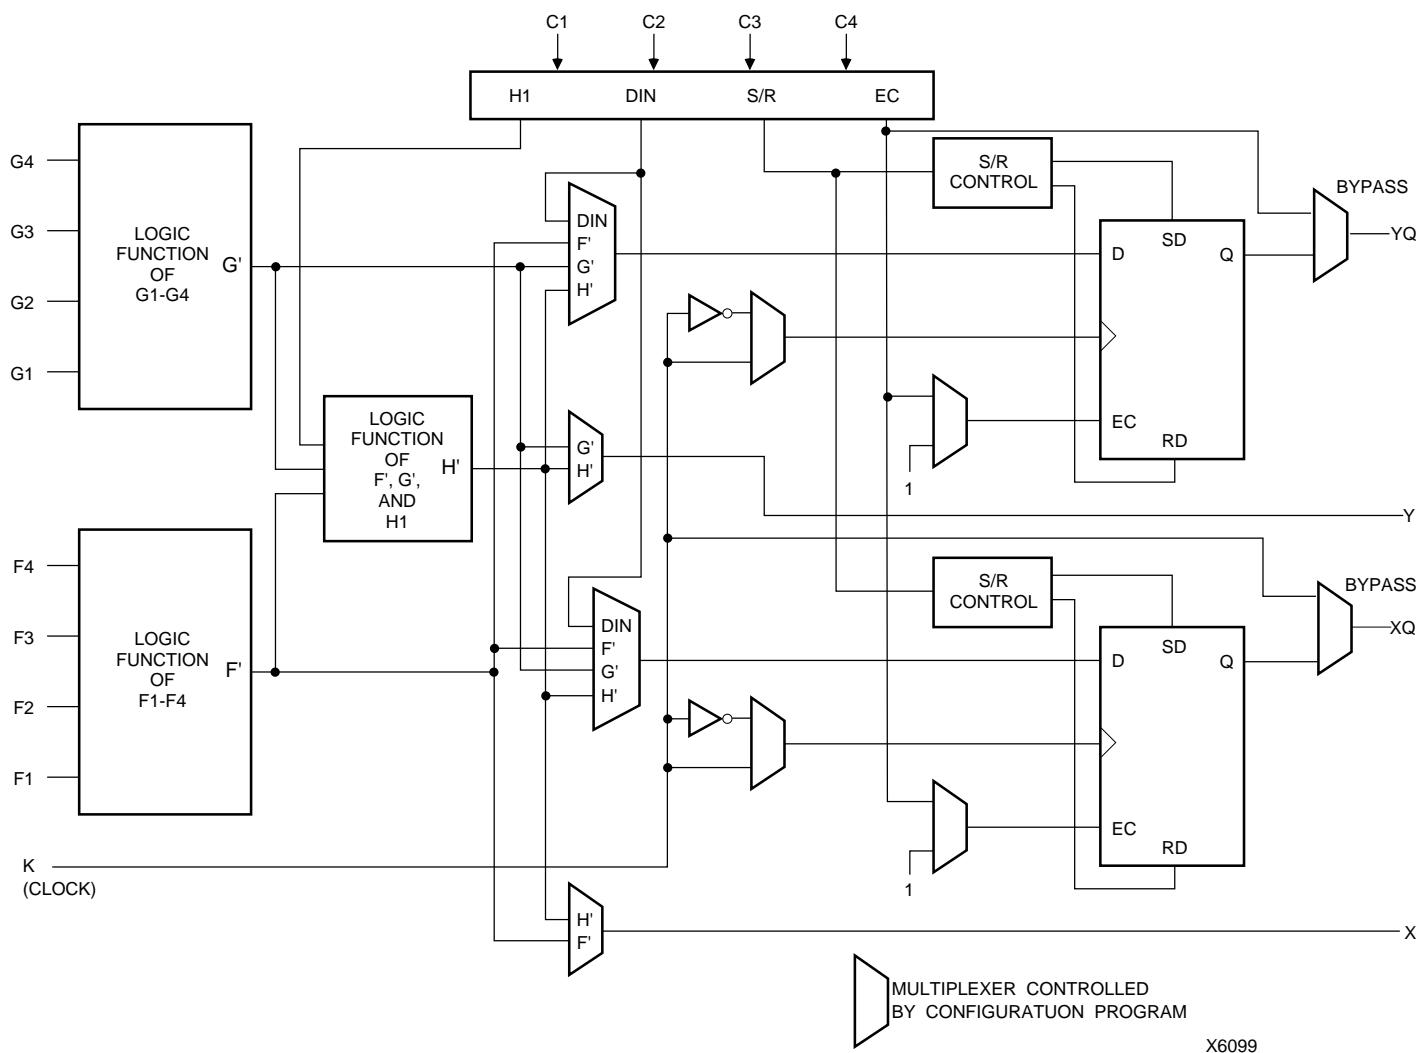 C1 C2 C3 C4
H1 DIN S/R EC
G4
G3
G2
G1
LOGIC
FUNCTION
OF
G1-G4
G'
DIN
F'
G'
H'
S/R
CONTROL
BYPASS
YQ
D
SD
Q
EC
RD
1
LOGIC
FUNCTION
OF
F', G',
AND
H1
H'
G'
H'
Y
F4
F3
F2
F1
LOGIC
FUNCTION
OF
F1-F4
F'
DIN
F'
G'
H'
S/R
CONTROL
BYPASS
XQ
D
SD
Q
EC
RD
1
K
(CLOCK)
H'
F'
X
MULTIPLEXER CONTROLLED
BY CONFIGURATUON PROGRAM
X6099